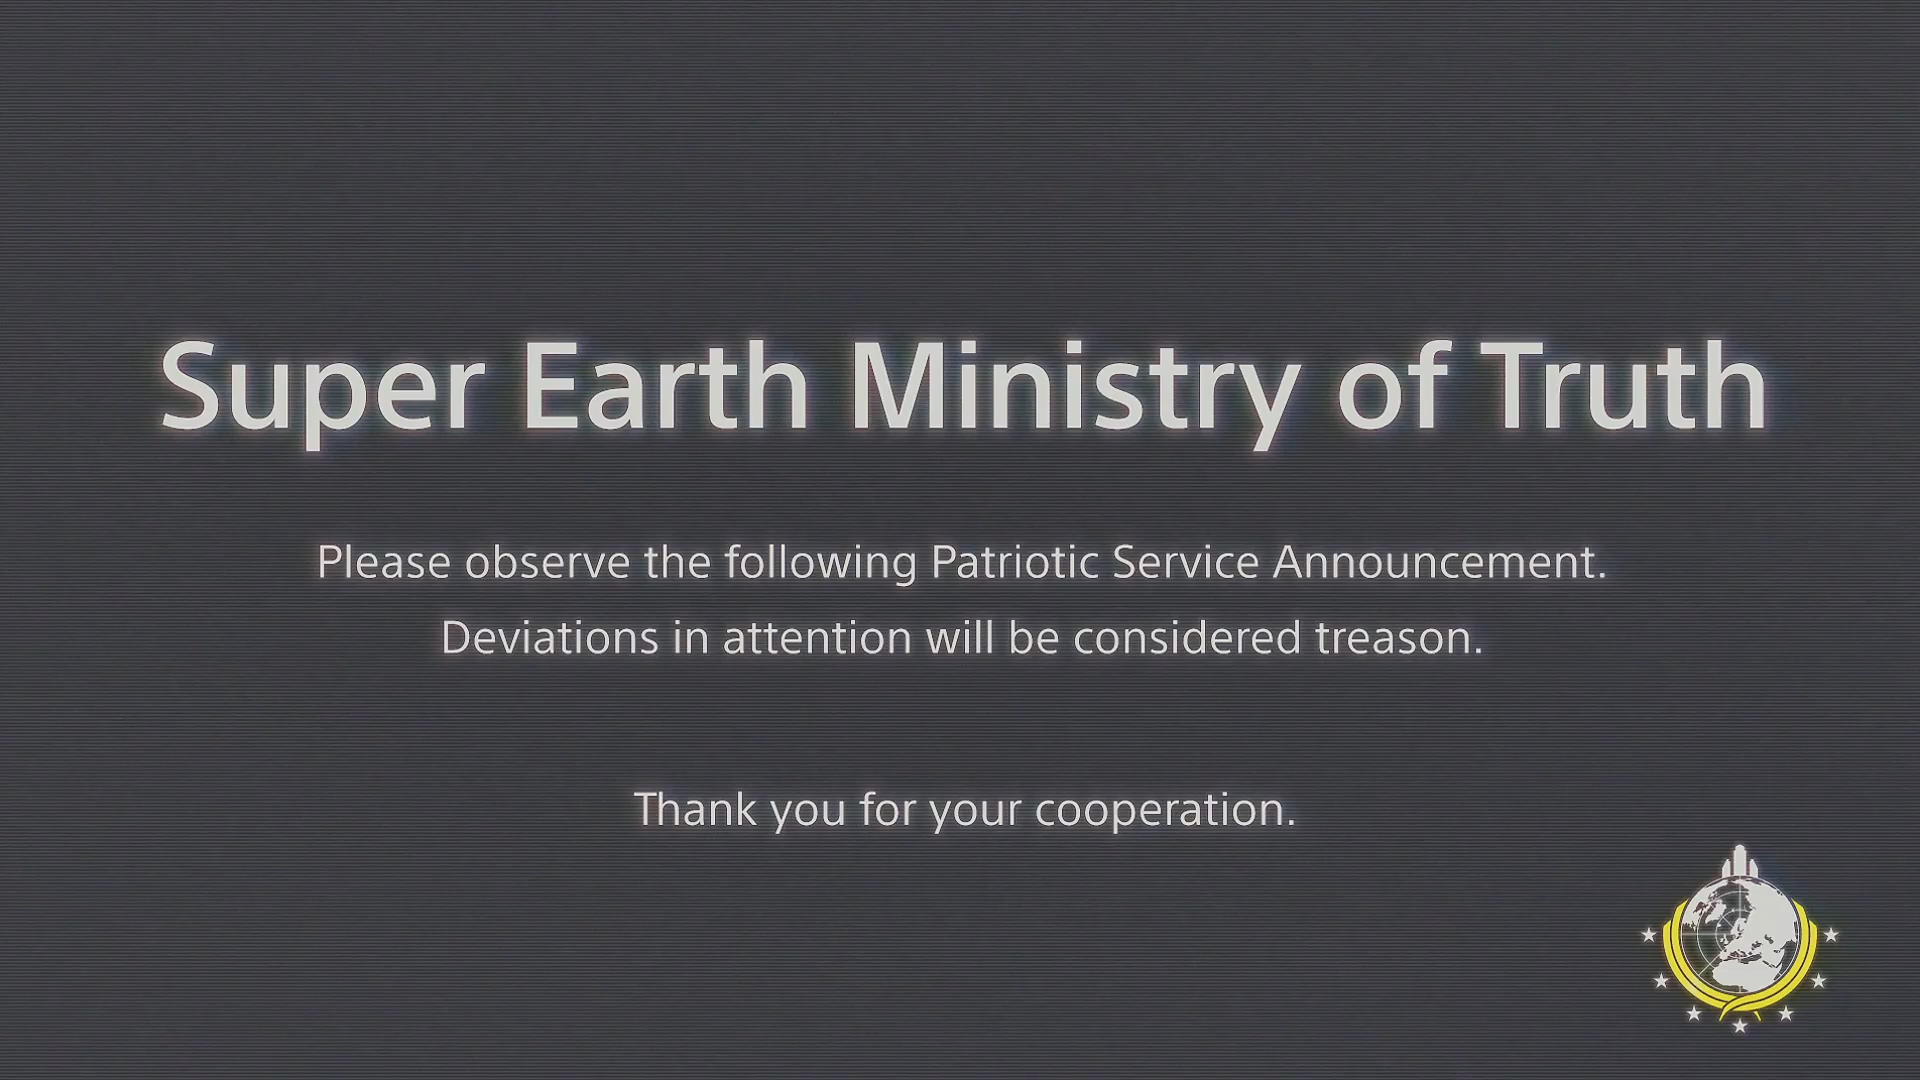 Super Earth Ministry of Truth
Please observe the following Patriotic Service Announcement.
Deviations in attention will be considered treason.
Thank you for your cooperation.